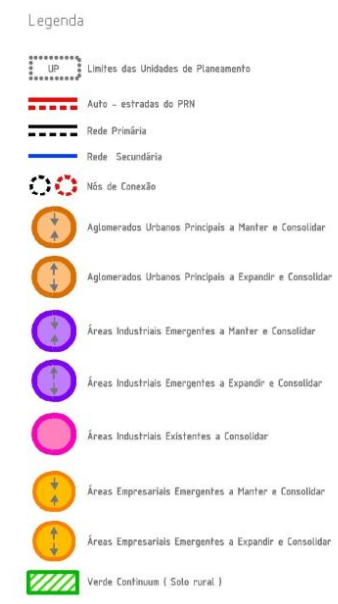 Legenda
UP Limites das Unidades de Planeamento
Auto - estradas do PRN
Rede Primária
Rede Secundária
Nós de Conexão
Aglomerados Urbanos Principais a Manter e Consolidar
Aglomerados Urbanos Principais a Expandir e Consolidar
Áreas Industriais Emergentes a Manter e Consolidar
Áreas Industriais Emergentes a Expandir e Consolidar
Áreas Industriais Existentes a Consolidar
Áreas Empresariais Emergentes a Manter e Consolidar
Áreas Empresariais Emergentes a Expandir e Consolidar
Verde Continuum ( Solo rural )